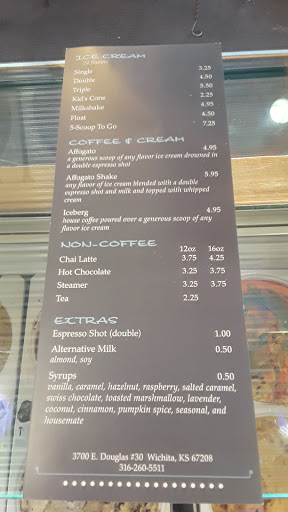 ICE CREAM
Single 3.25
Double 4.50
Triple 5.50
Kid's Cone 2.25
Milkshake 4.95
Float 4.50
5-Scoop To Go 7.25
COFFEE & CREAM
Affogato 4.95
a generous scoop of any flavor ice cream drowned in
a double espresso shot
Affogato Shake 5.95
any flavor of ice cream blended with a double
espresso shot and milk and topped with whipped
cream
Iceberg 4.95
house coffee poured over a generous scoop of any
flavor ice cream
NON-COFFEE 12oz 16oz
Chai Latte 3.75 4.25
Hot Chocolate 3.25 3.75
Steamer 3.25 3.75
Tea 2.25
EXTRAS
Espresso Shot (double) 1.00
Alternative Milk 0.50
almond, soy
Syrups 0.50
vanilla, caramel, hazelnut, raspberry, salted caramel,
swiss chocolate, toasted marshmallow, lavender,
coconut, cinnamon, pumpkin spice, seasonal, and
housemate
3700 E. Douglas #30 Wichita, KS 67208
316-260-5511